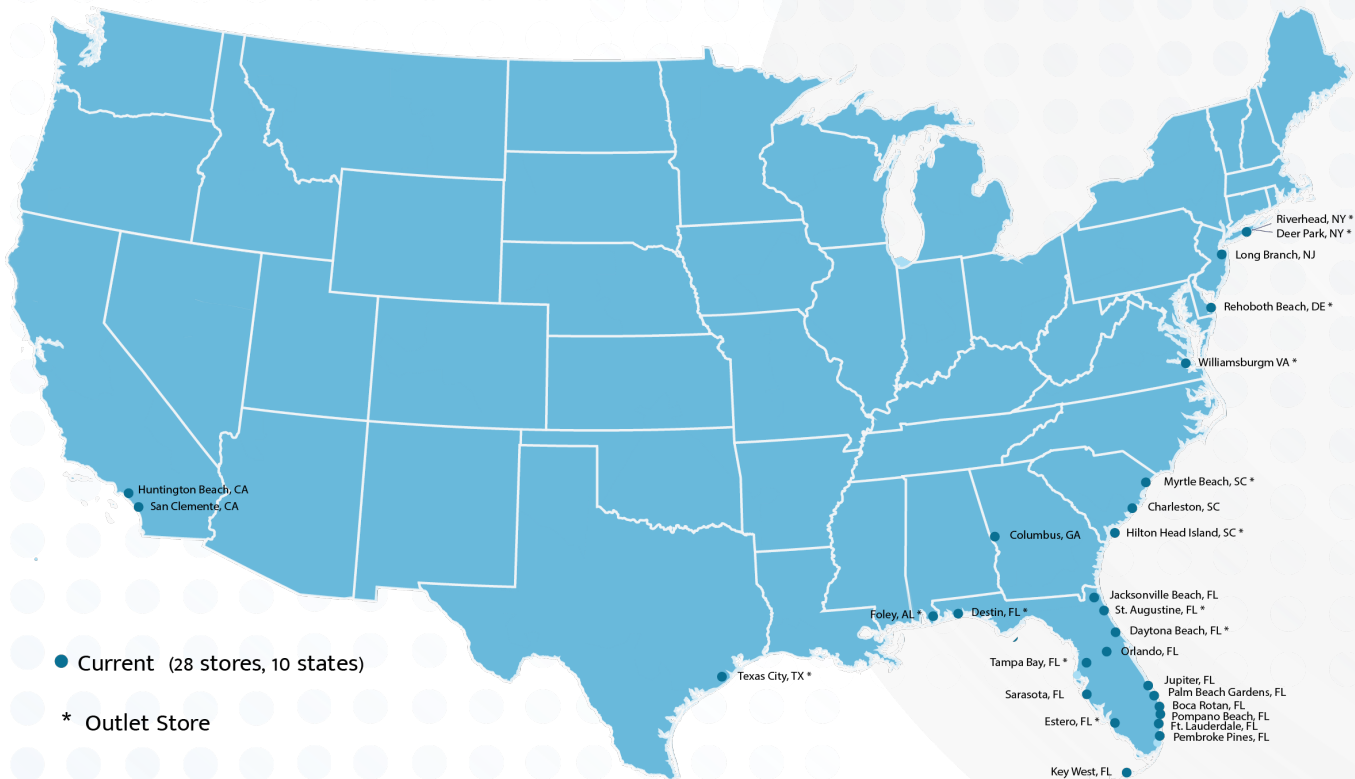 Riverhead, NY *
Deer Park, NY *
Long Branch, NJ
Rehoboth Beach, DE *
Williamsburgm VA *
Huntington Beach, CA
San Clemente, CA
Myrtle Beach, SC *
Charleston, SC
Hilton Head Island, SC *
Columbus, GA
Jacksonville Beach, FL
Foley, AL *
Destin, FL *
St. Augustine, FL *
Daytona Beach, FL *
Orlando, FL
Tampa Bay, FL *
Texas City, TX *
Jupiter, FL
Palm Beach Gardens, FL
Sarasota, FL
Boca Rotan, FL
Pompano Beach, FL
Estero, FL *
Ft. Lauderdale, FL
Pembroke Pines, FL
Key West, FL
Current (28 stores, 10 states)
* Outlet Store